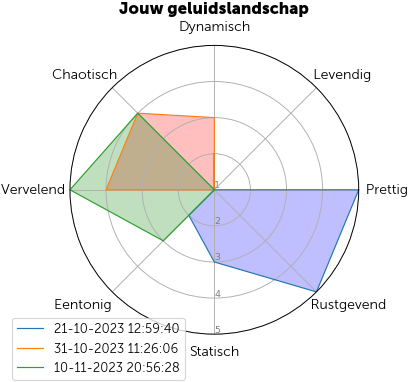 Jouw geluidslandschap
Dynamisch
Chaotisch
Levendig
Vervelend
Prettig
1
2
3
4
5
Eentonig
Rustgevend
Statisch
21-10-2023 12:59:40
31-10-2023 11:26:06
10-11-2023 20:56:28